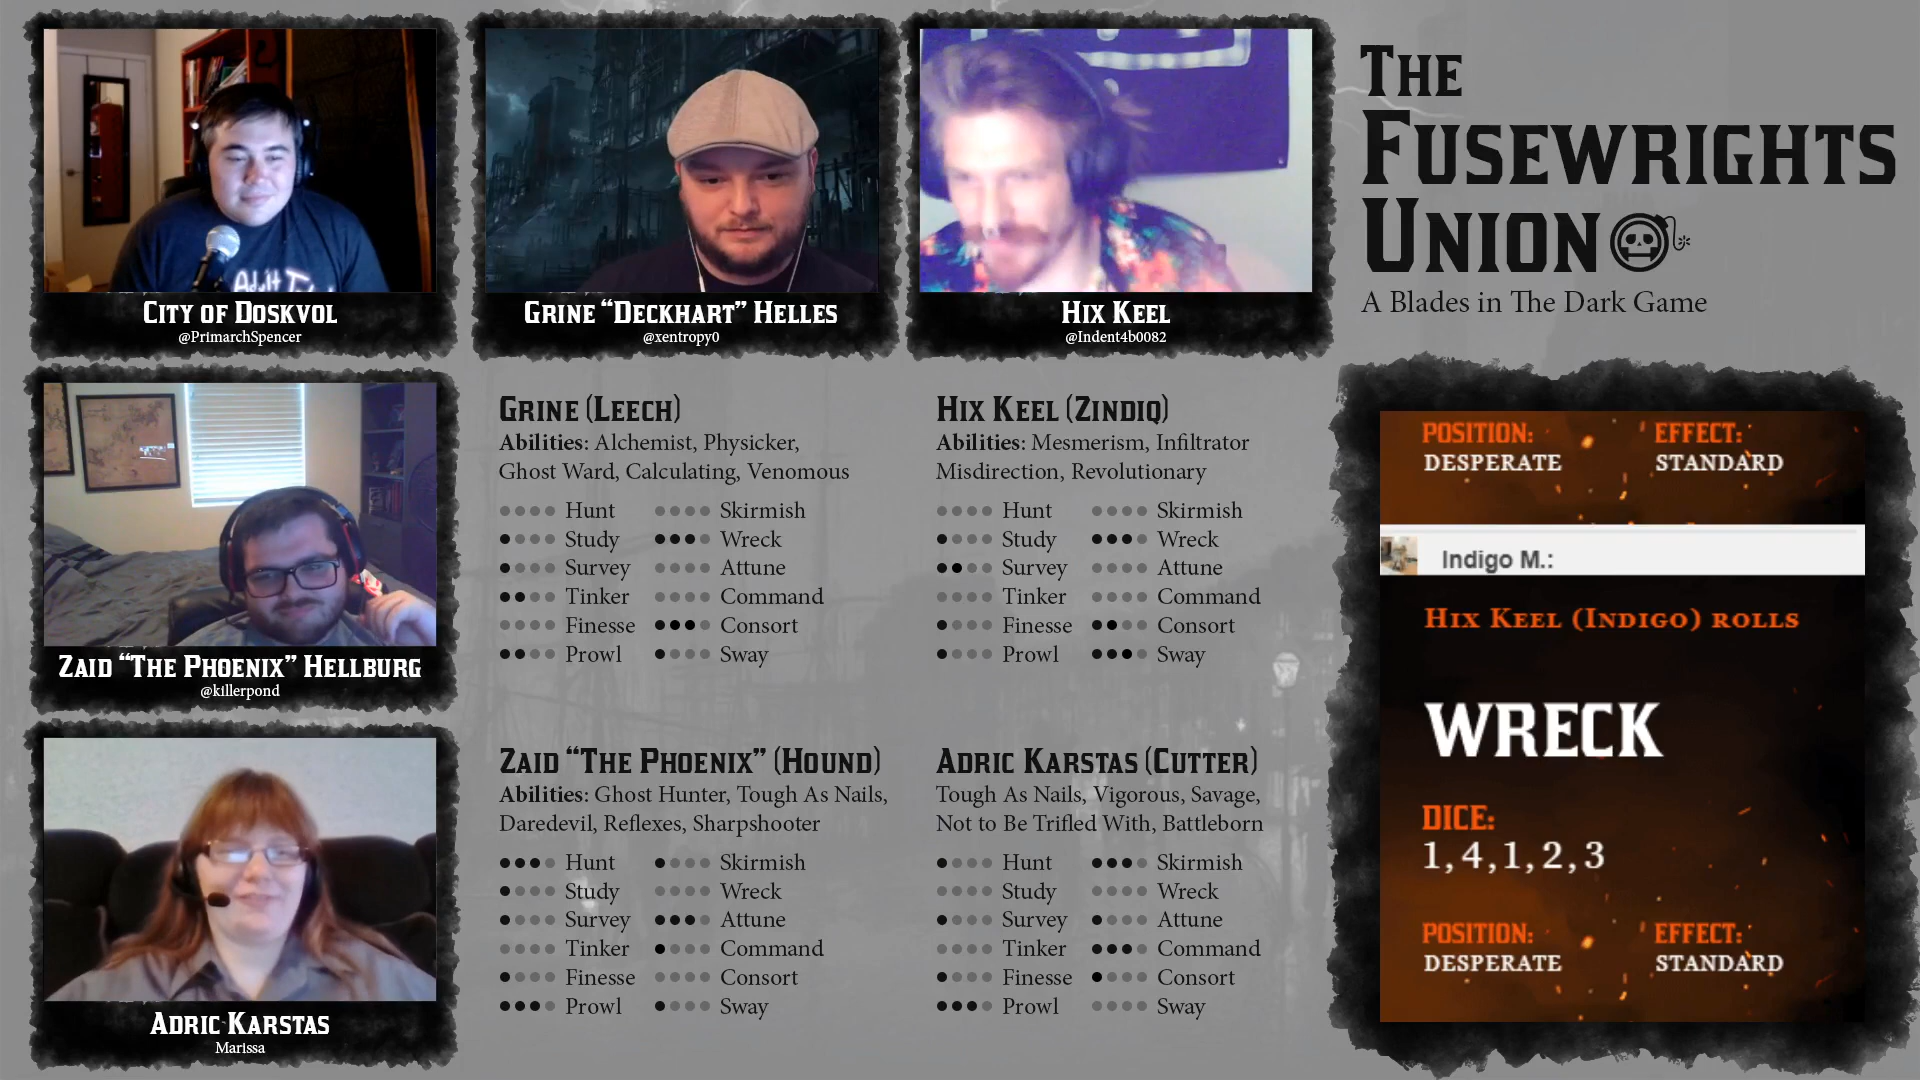 The
Fusewrights
Union
A Blades in The Dark Game
City of Doskvol
@PrimarchSpencer
Grine “Deckhart” Helles
@xentropy0
Hix Keel
@Indent4b0082
Zaid “The Phoenix” Hellburg
@killerpond
Adric Karstas
Marissa
Grine (Leech)
Abilities: Alchemist, Physicker,
Ghost Ward, Calculating, Venomous
Hunt Skirmish
Study Wreck
Survey Attune
Tinker Command
Finesse Consort
Prowl Sway
Hix Keel (Zindiq)
Abilities: Mesmerism, Infiltrator
Misdirection, Revolutionary
Hunt Skirmish
Study Wreck
Survey Attune
Tinker Command
Finesse Consort
Prowl Sway
Zaid “The Phoenix” (Hound)
Abilities: Ghost Hunter, Tough As Nails,
Daredevil, Reflexes, Sharpshooter
Hunt Skirmish
Study Wreck
Survey Attune
Tinker Command
Finesse Consort
Prowl Sway
Adric Karstas (Cutter)
Tough As Nails, Vigorous, Savage,
Not to Be Trifled With, Battleborn
Hunt Skirmish
Study Wreck
Survey Attune
Tinker Command
Finesse Consort
Prowl Sway
POSITION: EFFECT:
DESPERATE STANDARD
Indigo M.:
Hix Keel (Indigo) rolls
WRECK
DICE:
1,4,1,2,3
POSITION: EFFECT:
DESPERATE STANDARD